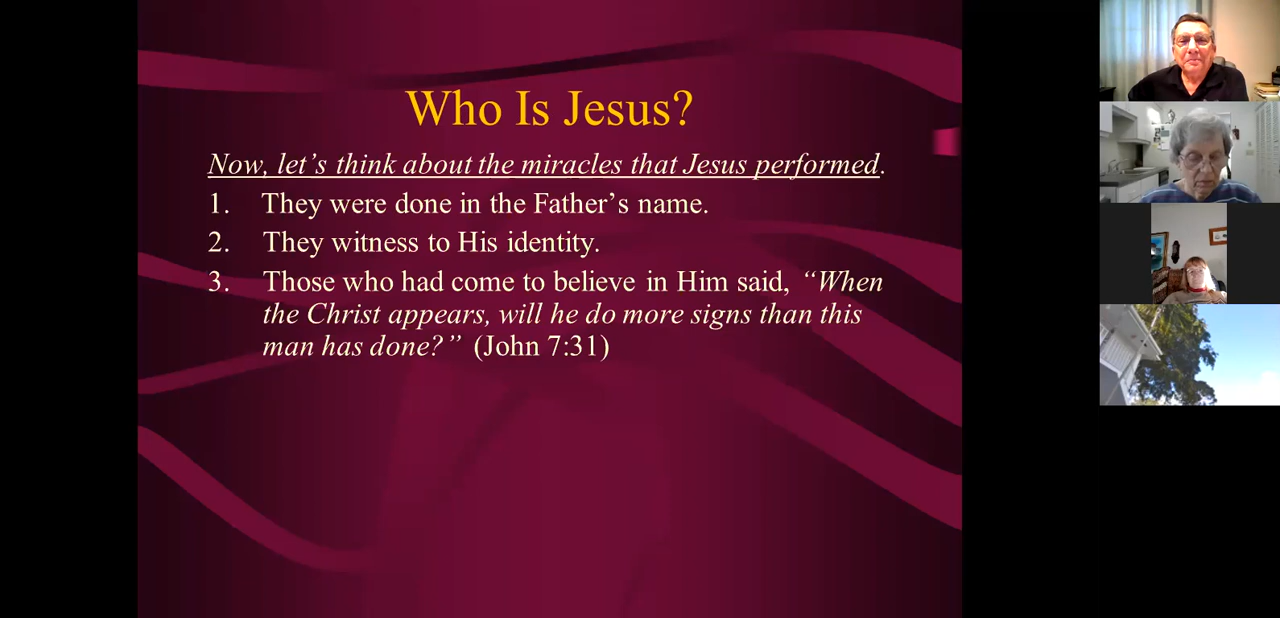 Who Is Jesus?
Now, let’s think about the miracles that Jesus performed.
1. They were done in the Father’s name.
2. They witness to His identity.
3. Those who had come to believe in Him said, “When
the Christ appears, will he do more signs than this
man has done?” (John 7:31)